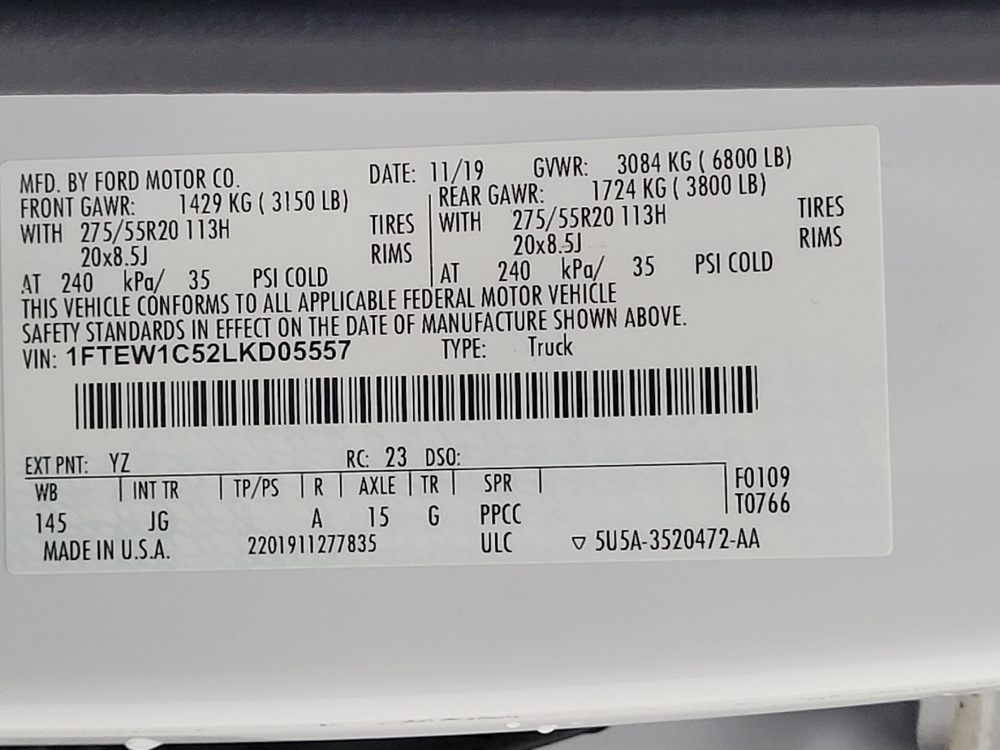 MFD. BY FORD MOTOR CO. DATE: 11/19 GVWR: 3084 KG ( 6800 LB)
FRONT GAWR: 1429 KG ( 3150 LB) REAR GAWR: 1724 KG ( 3800 LB)
WITH 275/55R20 113H TIRES WITH 275/55R20 113H TIRES
20x8.5J RIMS 20x8.5J RIMS
AT 240 kPa/ 35 PSI COLD AT 240 kPa/ 35 PSI COLD
THIS VEHICLE CONFORMS TO ALL APPLICABLE FEDERAL MOTOR VEHICLE
SAFETY STANDARDS IN EFFECT ON THE DATE OF MANUFACTURE SHOWN ABOVE.
VIN: 1FTEW1C52LKD05557 TYPE: Truck
EXT PNT: YZ RC: 23 DSO:
WB INT TR TP/PS R AXLE TR SPR F0109
T0766
145 JG A 15 G PPCC
MADE IN U.S.A. 2201911277835 ULC ▽ 5U5A-3520472-AA